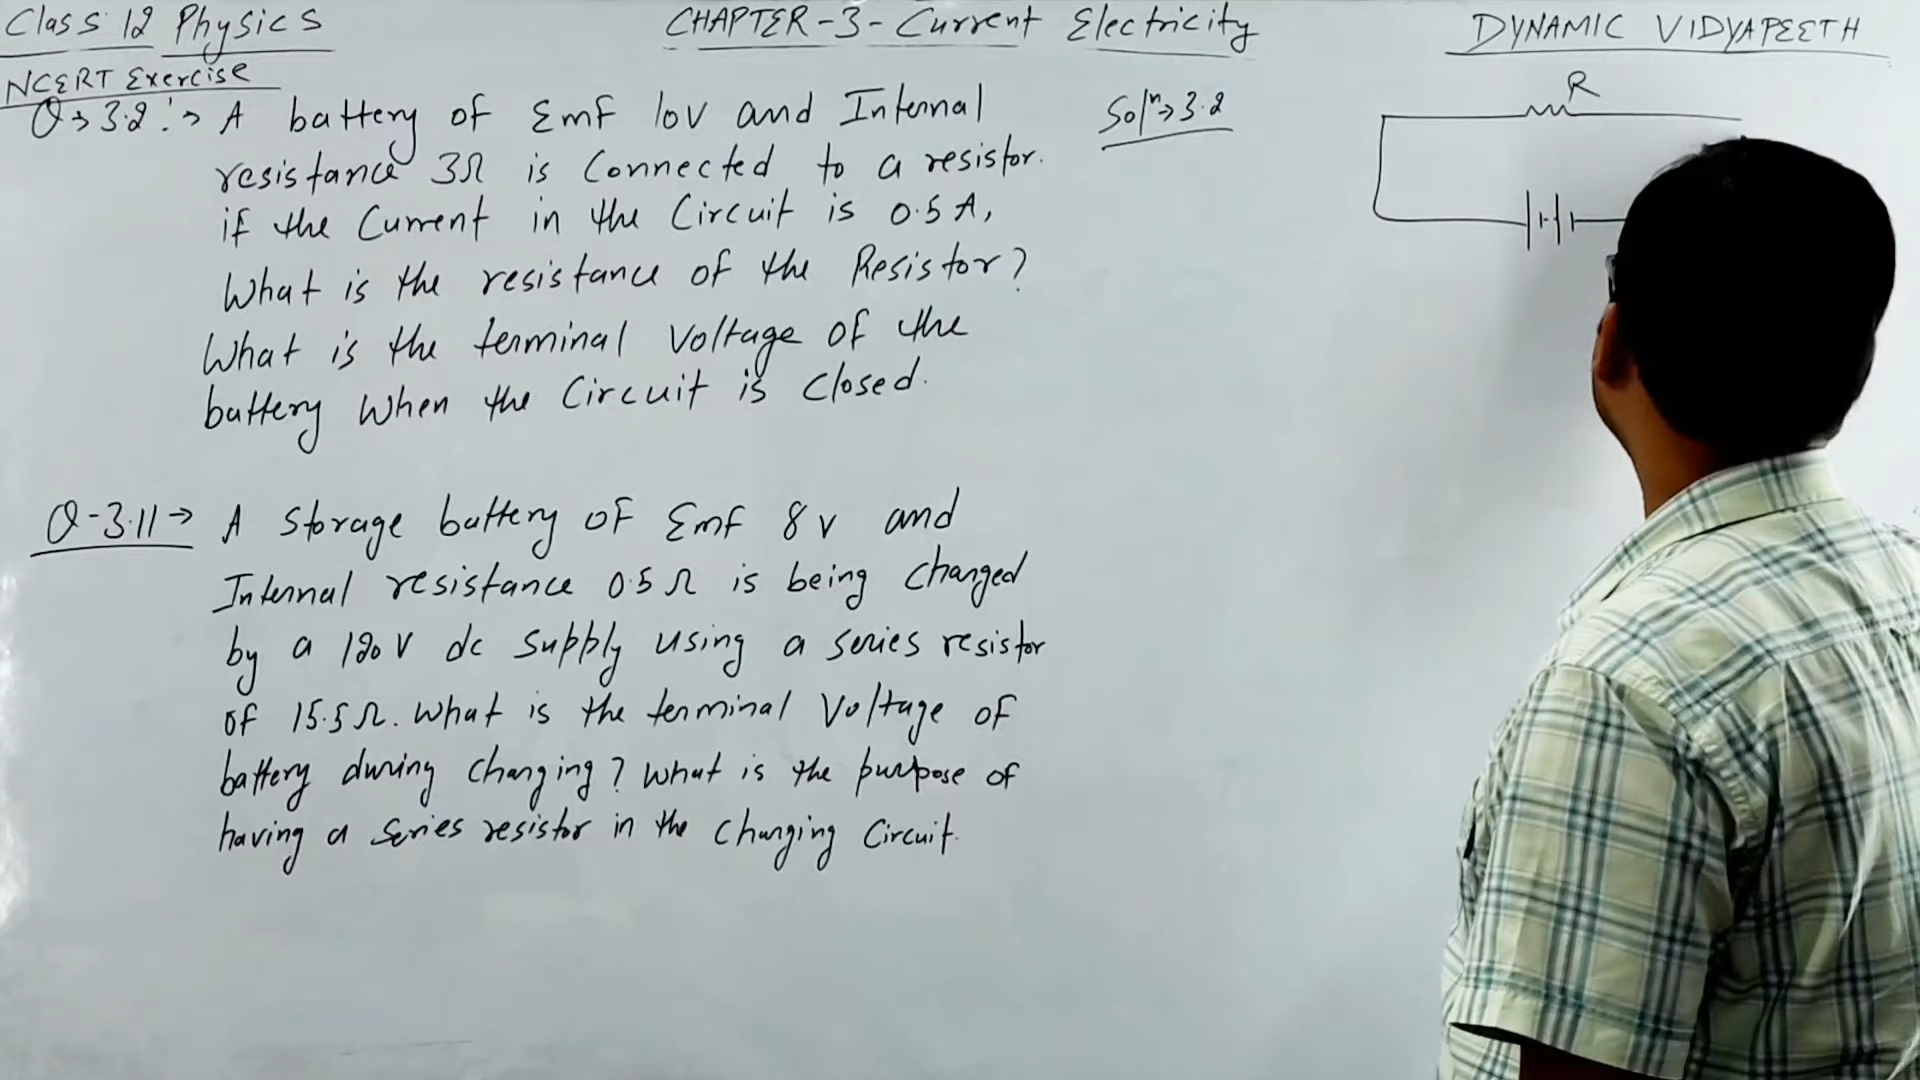 Class 12 Physics
CHAPTER-3- Current Electricity
DYNAMIC VIDYAPEETH
NCERT Exercise
Q→3.2:→ A battery of Emf 10V and Internal
resistance 3Ω is Connected to a resistor.
if the Current in the Circuit is 0.5 A,
What is the resistance of the Resistor?
What is the terminal Voltage of the
battery When the Circuit is Closed.
Q-3.11→ A Storage battery of Emf 8V and
Internal resistance 0.5Ω is being Charged
by a 120V dc Supply using a series resistor
of 15.5Ω. What is the terminal Voltage of
battery during Charging? What is the purpose of
having a Series resistor in the Charging Circuit.
Solⁿ→3.2
R